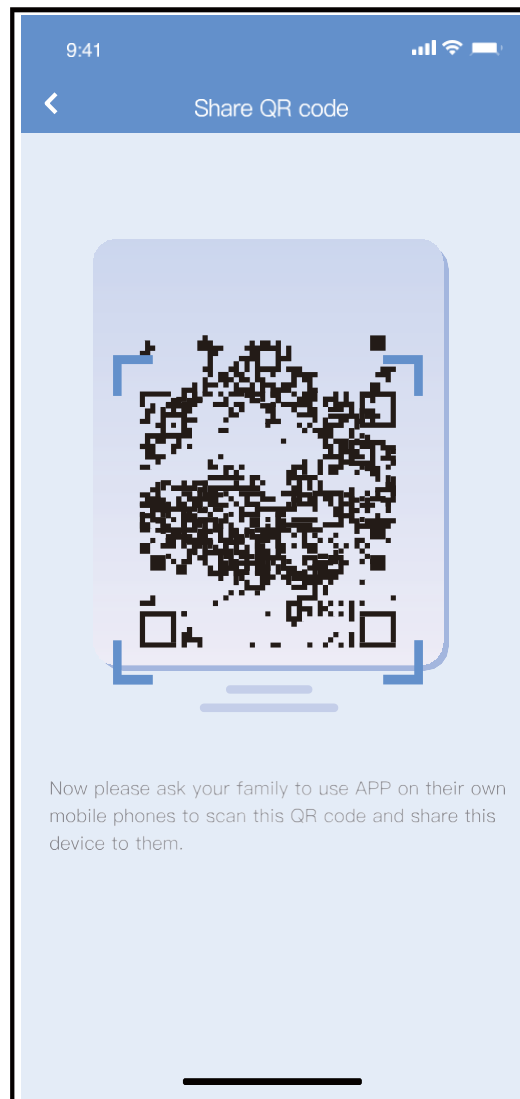 9:41
Share QR code
Now please ask your family to use APP on their own
mobile phones to scan this QR code and share this
device to them.